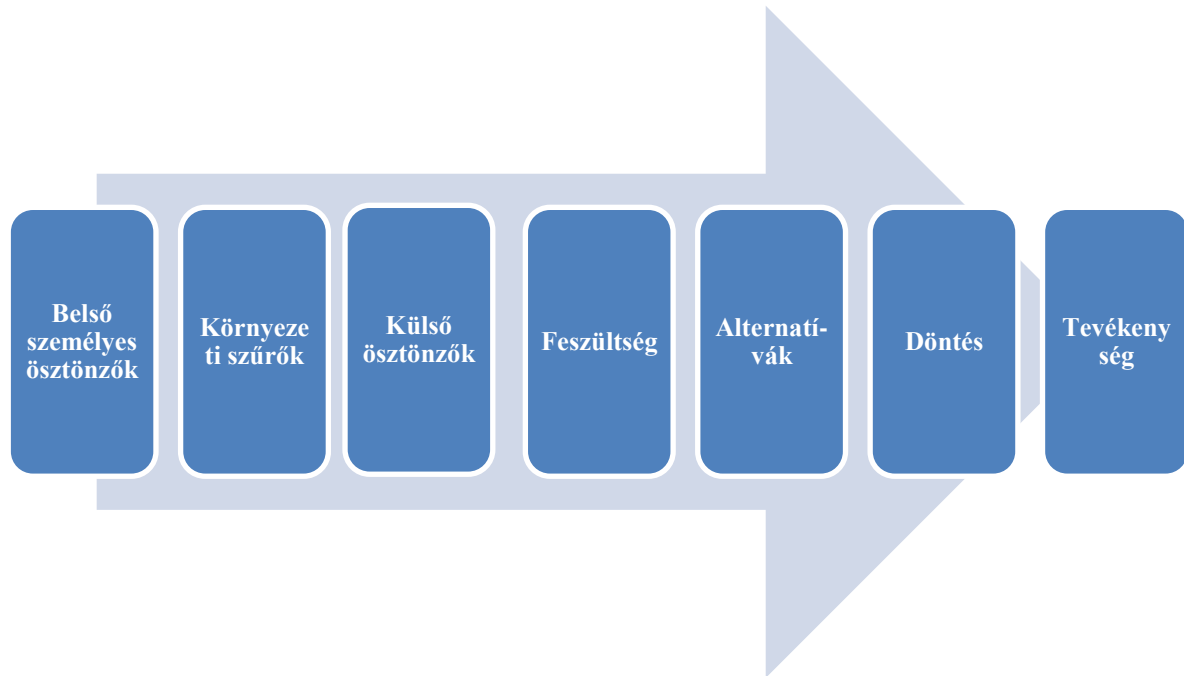 Belső
személyes
ösztönzők
Környeze
ti szűrők
Külső
ösztönzők
Feszültség
Alternatí-
vák
Döntés
Tevékeny
ség